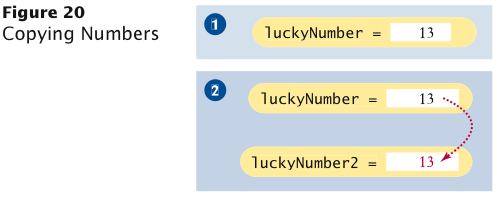 Figure 20
Copying Numbers
1
luckyNumber = 13
2
luckyNumber = 13
luckyNumber2 = 13